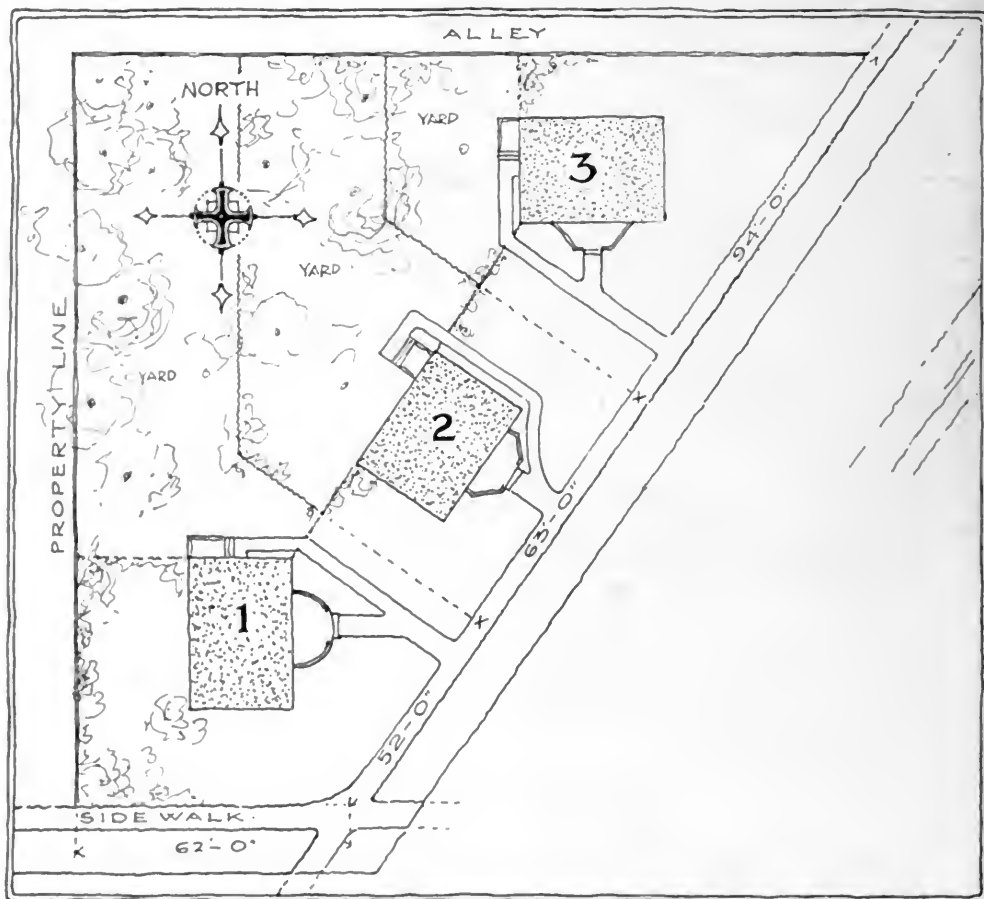 ALLEY
NORTH
YARD
3
94'-0"
YARD
PROPERTY LINE
YARD
2
63'-0"
1
52'-0"
SIDE WALK.
62'-0"